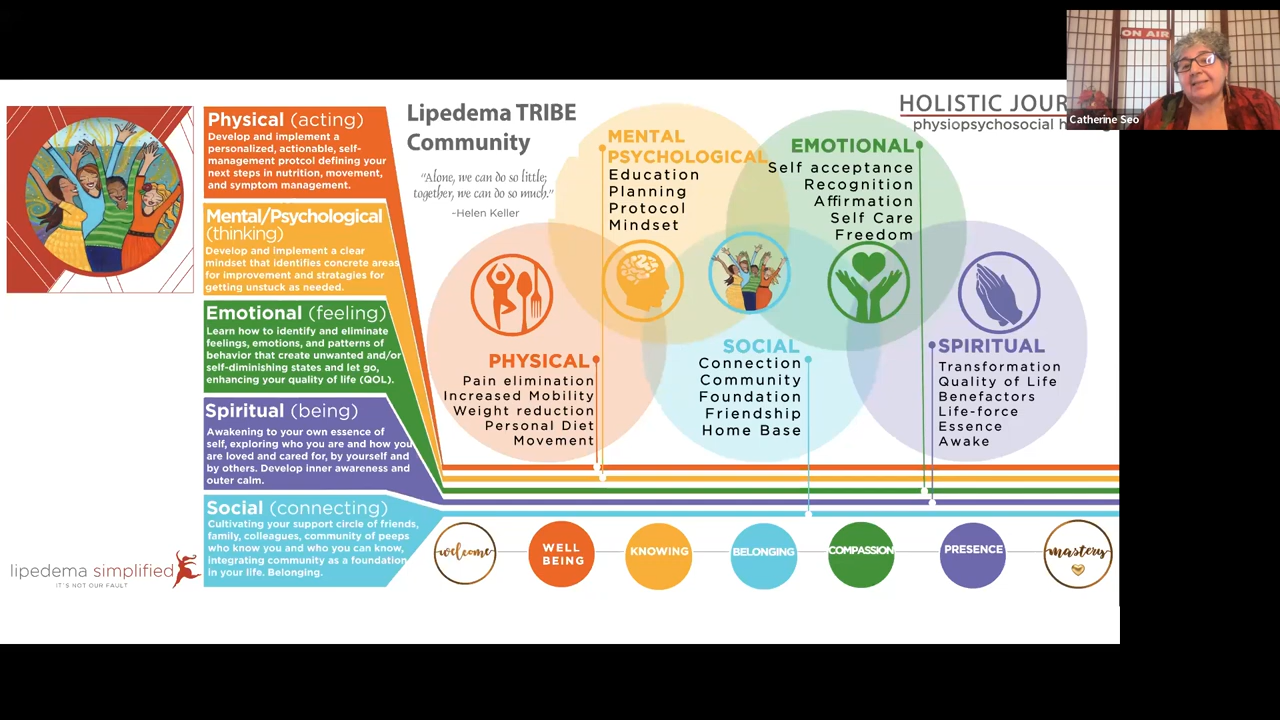 ON AIR
Catherine Seo
HOLISTIC JOUR
physiopsychosocial h
Lipedema TRIBE
Community
“Alone, we can do so little;
together, we can do so much.”
–Helen Keller
Physical (acting)
Develop and implement a
personalized, actionable, self-
management protcol defining your
next steps in nutrition, movement,
and symptom management.
Mental/Psychological
(thinking)
Develop and implement a clear
mindset that identifies concrete areas
for improvement and stratagies for
getting unstuck as needed.
Emotional (feeling)
Learn how to identify and eliminate
feelings, emotions, and patterns of
behavior that create unwanted and/or
self-diminishing states and let go,
enhancing your quality of life (QOL).
Spiritual (being)
Awakening to your own essence of
self, exploring who you are and how you
are loved and cared for, by yourself and
by others. Develop inner awareness and
outer calm.
Social (connecting)
Cultivating your support circle of friends,
family, colleagues, community of peeps
who know you and who you can know,
integrating community as a foundation
in your life. Belonging.
MENTAL
PSYCHOLOGICAL
Education
Planning
Protocol
Mindset
EMOTIONAL
Self acceptance
Recognition
Affirmation
Self Care
Freedom
PHYSICAL
Pain elimination
Increased Mobility
Weight reduction
Personal Diet
Movement
SOCIAL
Connection
Community
Foundation
Friendship
Home Base
SPIRITUAL
Transformation
Quality of Life
Benefactors
Life-force
Essence
Awake
welcome
WELL
BEING
KNOWING
BELONGING
COMPASSION
PRESENCE
mastery
lipedema simplified
IT'S NOT OUR FAULT